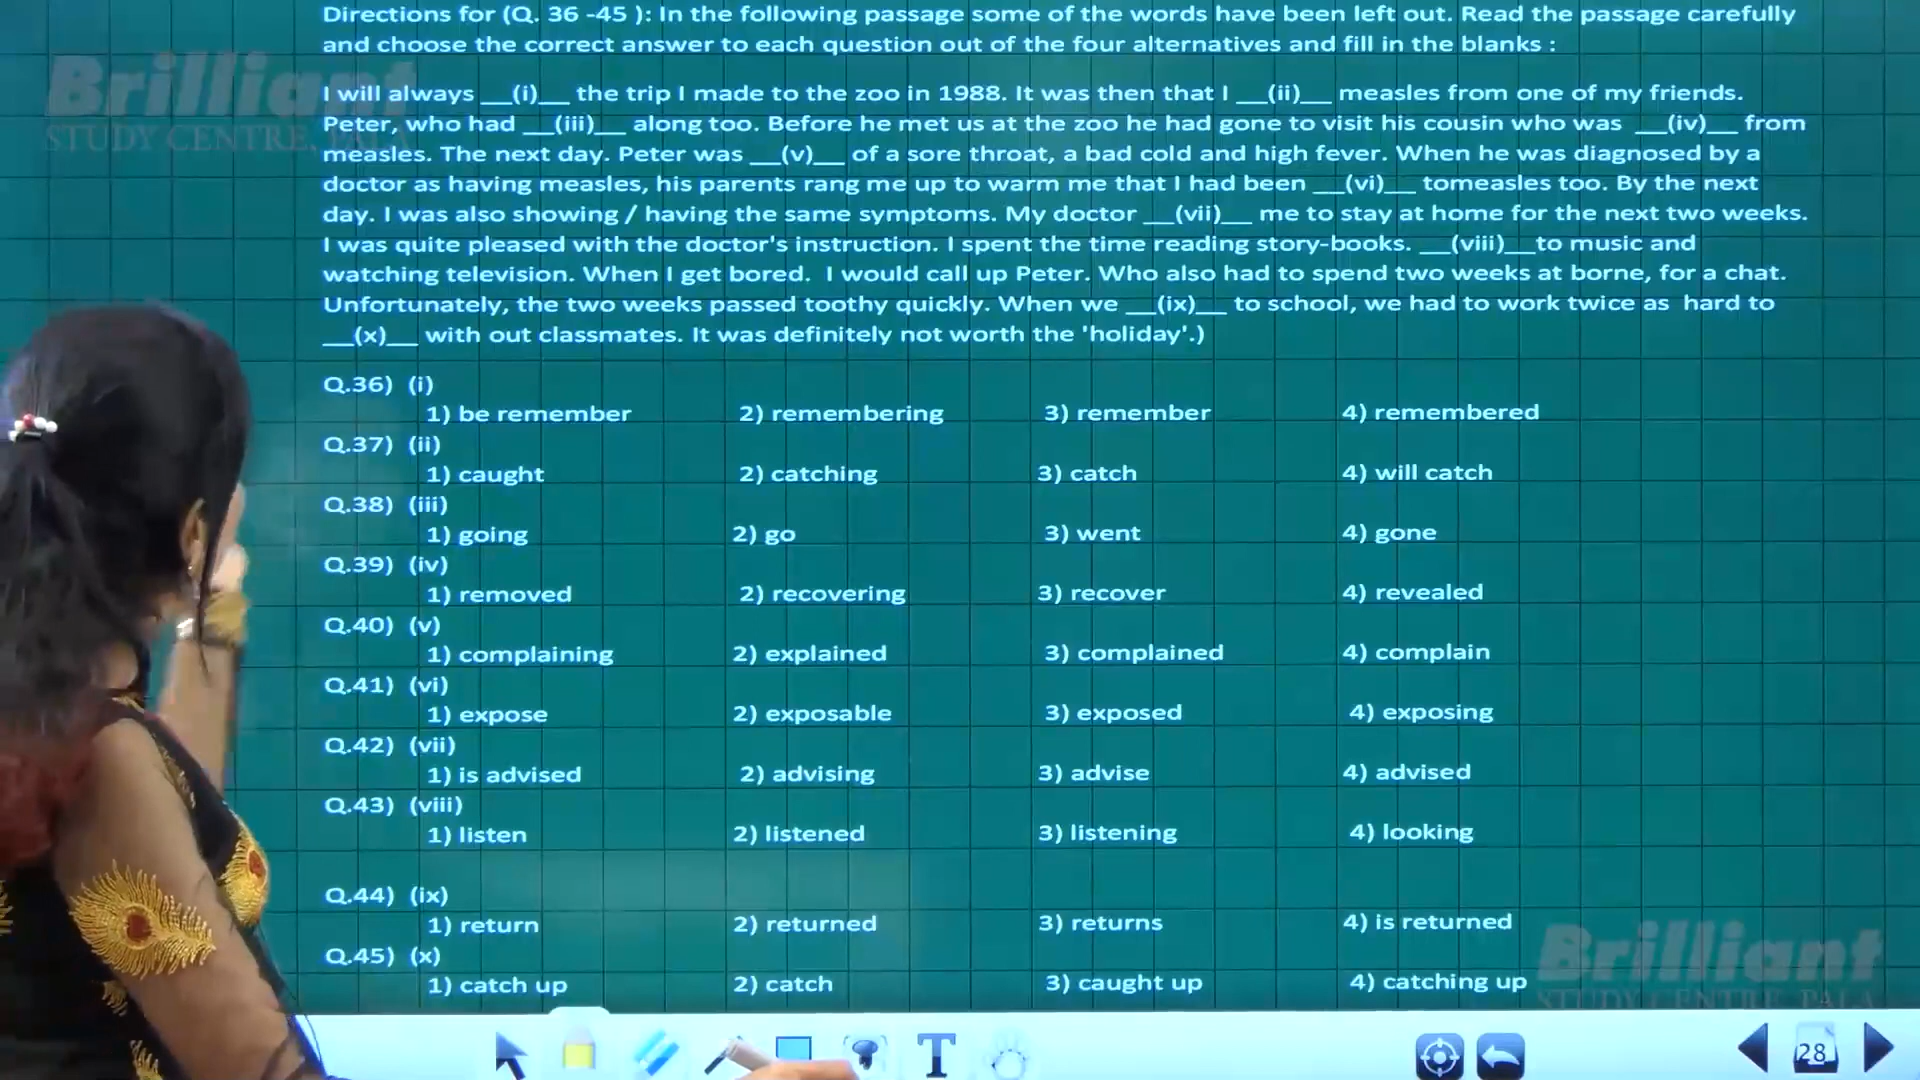 Directions for (Q. 36 -45 ): In the following passage some of the words have been left out. Read the passage carefully
and choose the correct answer to each question out of the four alternatives and fill in the blanks :
Brilliant
STUDY CENTRE, PALA
I will always __(i)__ the trip I made to the zoo in 1988. It was then that I __(ii)__ measles from one of my friends.
Peter, who had __(iii)__ along too. Before he met us at the zoo he had gone to visit his cousin who was __(iv)__ from
measles. The next day. Peter was __(v)__ of a sore throat, a bad cold and high fever. When he was diagnosed by a
doctor as having measles, his parents rang me up to warm me that I had been __(vi)__ tomeasles too. By the next
day. I was also showing / having the same symptoms. My doctor __(vii)__ me to stay at home for the next two weeks.
I was quite pleased with the doctor's instruction. I spent the time reading story-books. __(viii)__to music and
watching television. When I get bored. I would call up Peter. Who also had to spend two weeks at borne, for a chat.
Unfortunately, the two weeks passed toothy quickly. When we __(ix)__ to school, we had to work twice as hard to
__(x)__ with out classmates. It was definitely not worth the 'holiday'.)
Q.36) (i)
1) be remember 2) remembering 3) remember 4) remembered
Q.37) (ii)
1) caught 2) catching 3) catch 4) will catch
Q.38) (iii)
1) going 2) go 3) went 4) gone
Q.39) (iv)
1) removed 2) recovering 3) recover 4) revealed
Q.40) (v)
1) complaining 2) explained 3) complained 4) complain
Q.41) (vi)
1) expose 2) exposable 3) exposed 4) exposing
Q.42) (vii)
1) is advised 2) advising 3) advise 4) advised
Q.43) (viii)
1) listen 2) listened 3) listening 4) looking
Q.44) (ix)
1) return 2) returned 3) returns 4) is returned
Q.45) (x)
1) catch up 2) catch 3) caught up 4) catching up
Brilliant
STUDY CENTRE, PALA
T
28